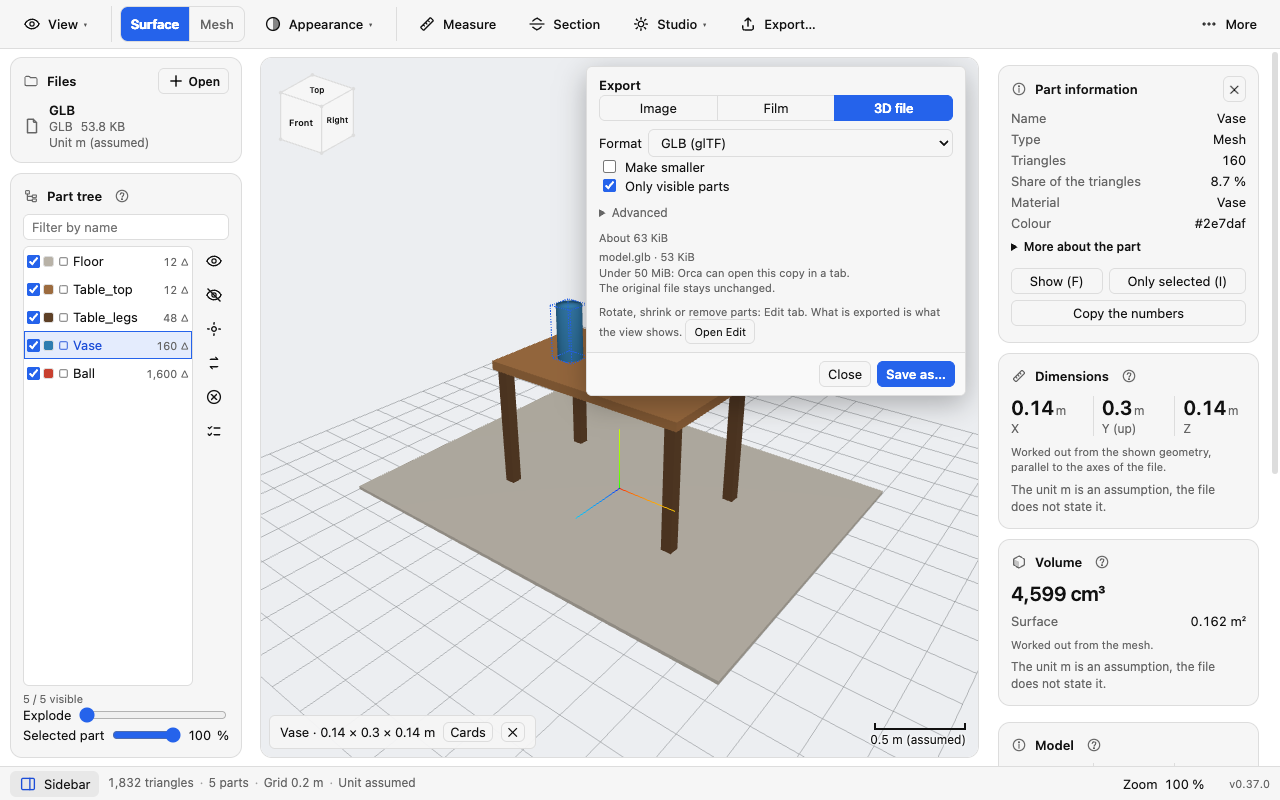 View
Surface
Mesh
Appearance
Measure
Section
Studio
Export...
More
Files
Open
GLB
GLB 53.8 KB
Unit m (assumed)
Part tree
Filter by name
Floor 12 Δ
Table_top 12 Δ
Table_legs 48 Δ
Vase 160 Δ
Ball 1,600 Δ
5 / 5 visible
Explode
Selected part 100 %
Top
Front
Right
Export
Image
Film
3D file
Format GLB (glTF)
Make smaller
Only visible parts
Advanced
About 63 KiB
model.glb · 53 KiB
Under 50 MiB: Orca can open this copy in a tab.
The original file stays unchanged.
Rotate, shrink or remove parts: Edit tab. What is exported is what
the view shows. Open Edit
Close
Save as...
Vase · 0.14 × 0.3 × 0.14 m Cards
0.5 m (assumed)
Part information
Name Vase
Type Mesh
Triangles 160
Share of the triangles 8.7 %
Material Vase
Colour #2e7daf
More about the part
Show (F)
Only selected (I)
Copy the numbers
Dimensions
0.14 m 0.3 m 0.14 m
X Y (up) Z
Worked out from the shown geometry,
parallel to the axes of the file.
The unit m is an assumption, the file
does not state it.
Volume
4,599 cm³
Surface 0.162 m²
Worked out from the mesh.
The unit m is an assumption, the file
does not state it.
Model
Sidebar
1,832 triangles · 5 parts · Grid 0.2 m · Unit assumed
Zoom 100 %
v0.37.0